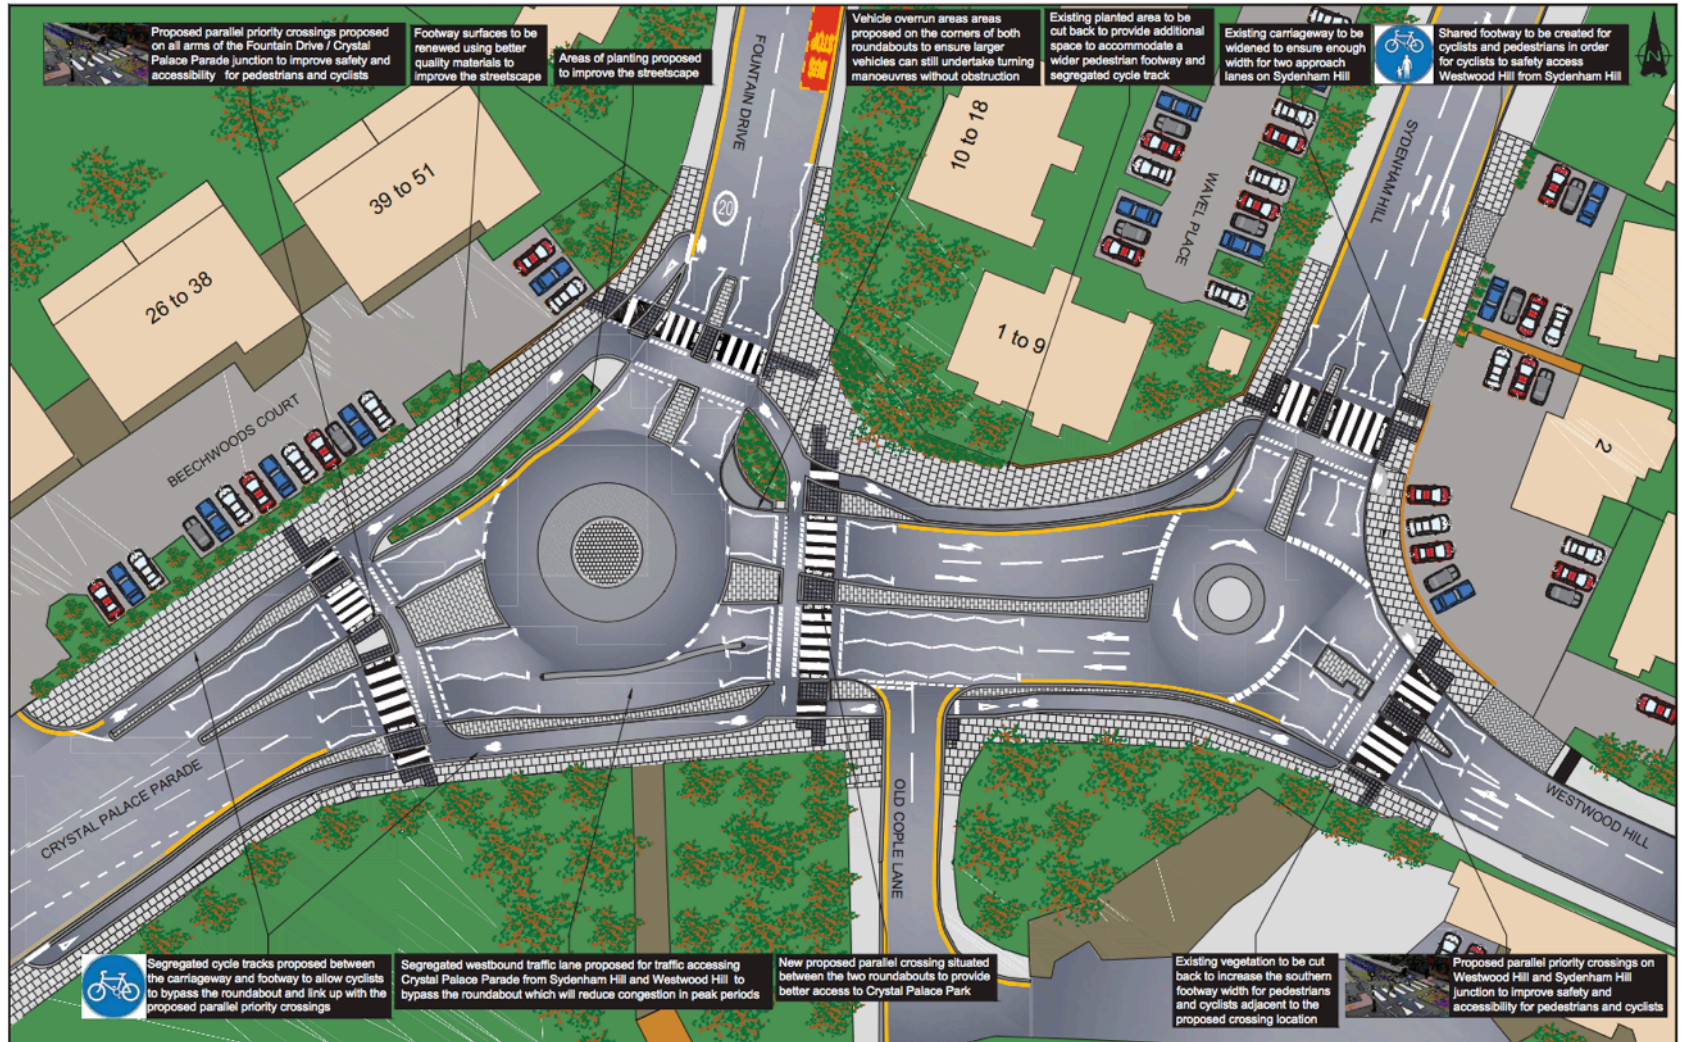 Proposed parallel priority crossings proposed
on all arms of the Fountain Drive / Crystal
Palace Parade junction to improve safety and
accessibility for pedestrians and cyclists
Footway surfaces to be
renewed using better
quality materials to
improve the streetscape
Areas of planting proposed
to improve the streetscape
Vehicle overrun areas areas
proposed on the corners of both
roundabouts to ensure larger
vehicles can still undertake turning
manoeuvres without obstruction
Existing planted area to be
cut back to provide additional
space to accommodate a
wider pedestrian footway and
segregated cycle track
Existing carriageway to be
widened to ensure enough
width for two approach
lanes on Sydenham Hill
Shared footway to be created for
cyclists and pedestrians in order
for cyclists to safely access
Westwood Hill from Sydenham Hill
N
FOUNTAIN DRIVE
20
10 to 18
WAVEL PLACE
SYDENHAM HILL
39 to 51
26 to 38
1 to 9
2
BEECHWOODS COURT
CRYSTAL PALACE PARADE
OLD COPLE LANE
WESTWOOD HILL
Segregated cycle tracks proposed between
the carriageway and footway to allow cyclists
to bypass the roundabout and link up with the
proposed parallel priority crossings
Segregated westbound traffic lane proposed for traffic accessing
Crystal Palace Parade from Sydenham Hill and Westwood Hill to
bypass the roundabout which will reduce congestion in peak periods
New proposed parallel crossing situated
between the two roundabouts to provide
better access to Crystal Palace Park
Existing vegetation to be cut
back to increase the southern
footway width for pedestrians
and cyclists adjacent to the
proposed crossing location
Proposed parallel priority crossings on
Westwood Hill and Sydenham Hill
junction to improve safety and
accessibility for pedestrians and cyclists